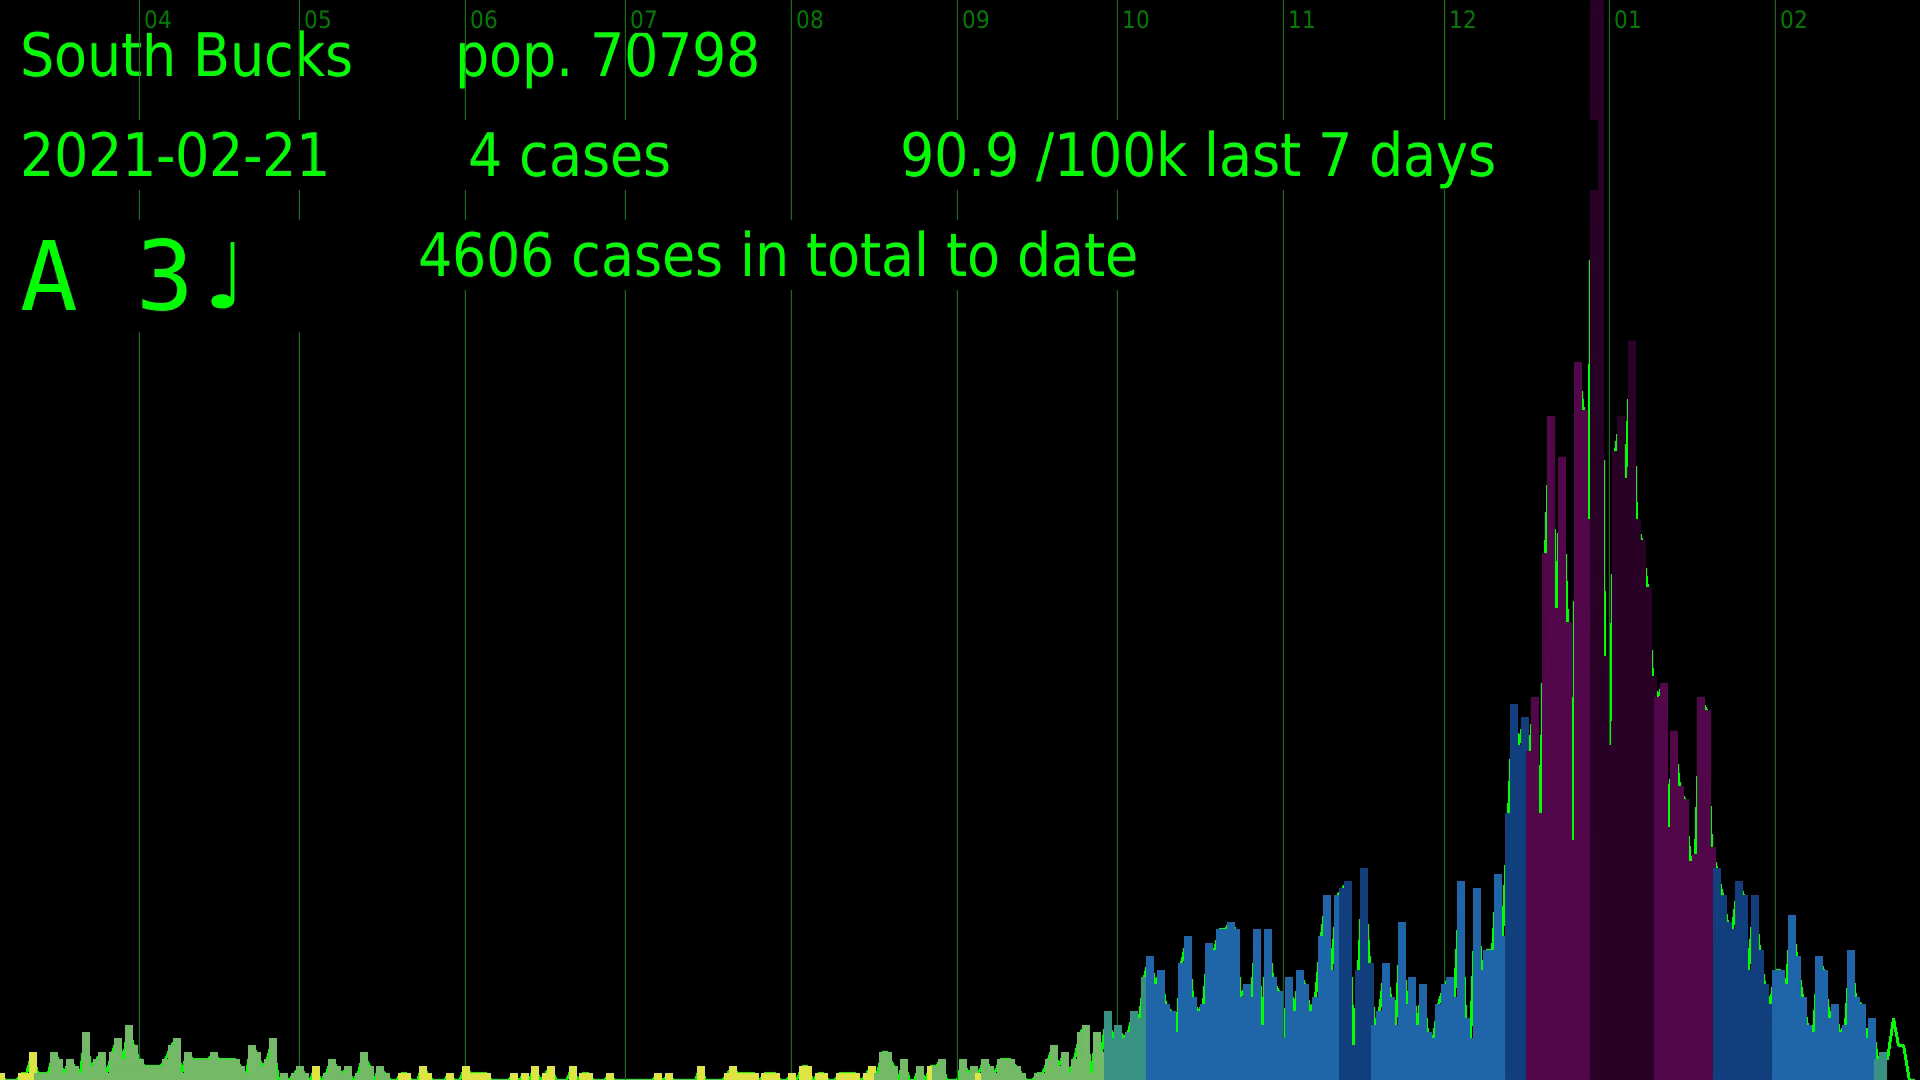 04 05 06 07 08 09 10 11 12 01 02
South Bucks pop. 70798
2021-02-21 4 cases 90.9 /100k last 7 days
A 3♩ 4606 cases in total to date